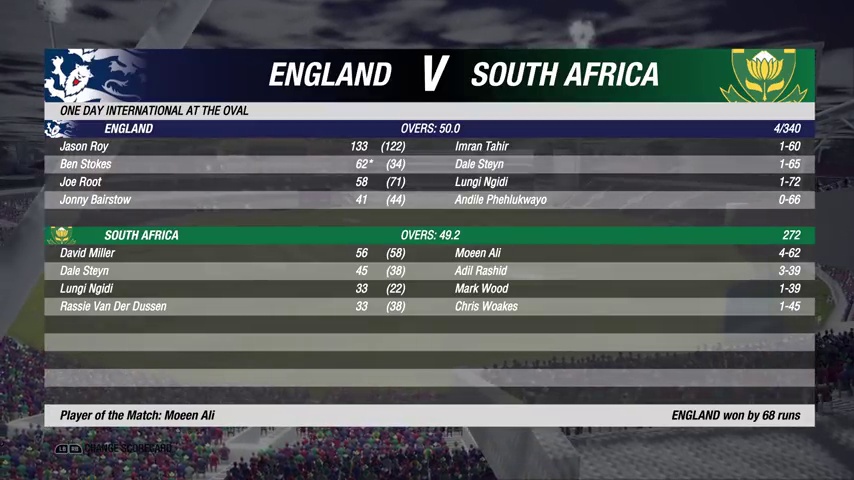 ENGLAND V SOUTH AFRICA
ONE DAY INTERNATIONAL AT THE OVAL
ENGLAND OVERS: 50.0 4/340
Jason Roy 133 (122) Imran Tahir 1-60
Ben Stokes 62* (34) Dale Steyn 1-65
Joe Root 58 (71) Lungi Ngidi 1-72
Jonny Bairstow 41 (44) Andile Phehlukwayo 0-66
SOUTH AFRICA OVERS: 49.2 272
David Miller 56 (58) Moeen Ali 4-62
Dale Steyn 45 (38) Adil Rashid 3-39
Lungi Ngidi 33 (22) Mark Wood 1-39
Rassie Van Der Dussen 33 (38) Chris Woakes 1-45
Player of the Match: Moeen Ali ENGLAND won by 68 runs
LB RB CHANGE SCORECARD